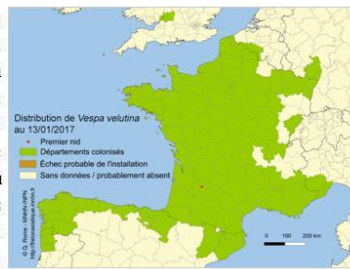 Distribution de Vespa velutina
au 13/01/2017
Premier nid
Départements colonisés
Échec probable de l'installation
Sans données / probablement absent
0 100 200 km